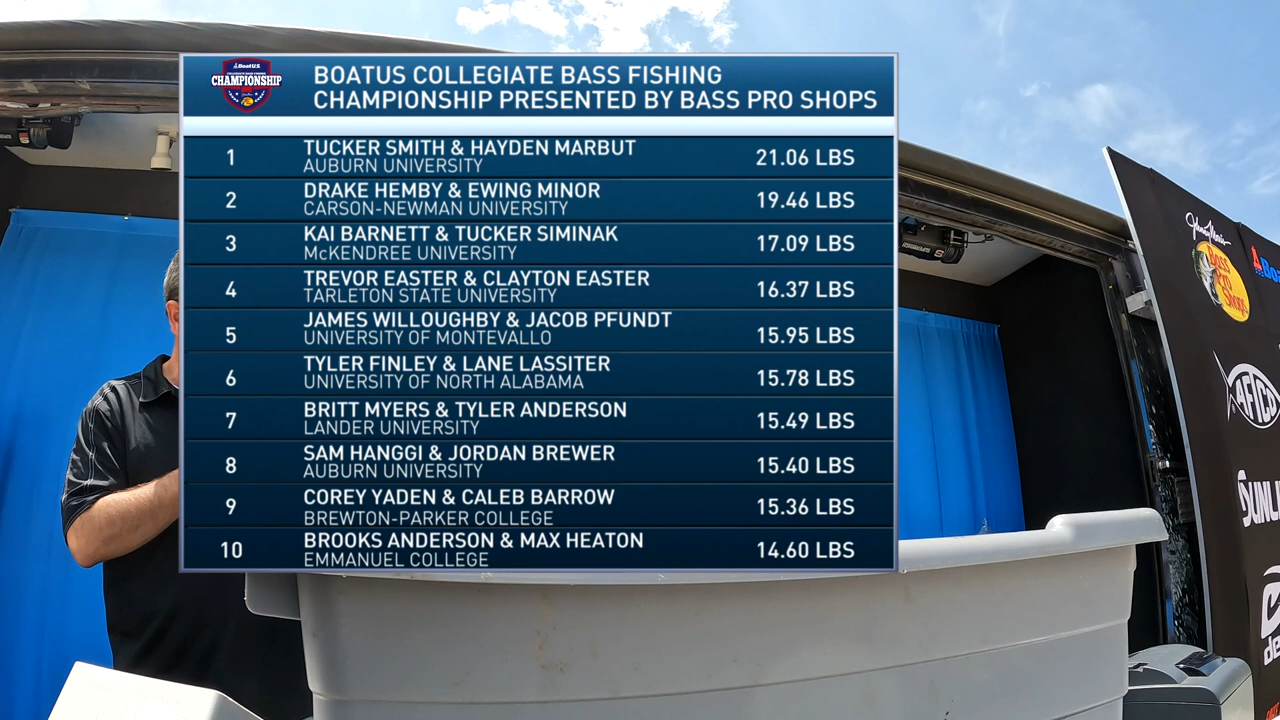 BoatU.S.
CHAMPIONSHIP
BOATUS COLLEGIATE BASS FISHING
CHAMPIONSHIP PRESENTED BY BASS PRO SHOPS
1 TUCKER SMITH & HAYDEN MARBUT 21.06 LBS
AUBURN UNIVERSITY
2 DRAKE HEMBY & EWING MINOR 19.46 LBS
CARSON-NEWMAN UNIVERSITY
3 KAI BARNETT & TUCKER SIMINAK 17.09 LBS
McKENDREE UNIVERSITY
4 TREVOR EASTER & CLAYTON EASTER 16.37 LBS
TARLETON STATE UNIVERSITY
5 JAMES WILLOUGHBY & JACOB PFUNDT 15.95 LBS
UNIVERSITY OF MONTEVALLO
6 TYLER FINLEY & LANE LASSITER 15.78 LBS
UNIVERSITY OF NORTH ALABAMA
7 BRITT MYERS & TYLER ANDERSON 15.49 LBS
LANDER UNIVERSITY
8 SAM HANGGI & JORDAN BREWER 15.40 LBS
AUBURN UNIVERSITY
9 COREY YADEN & CALEB BARROW 15.36 LBS
BREWTON-PARKER COLLEGE
10 BROOKS ANDERSON & MAX HEATON 14.60 LBS
EMMANUEL COLLEGE
Johnny Morris
Bass
Pro
Shops
AFTCO